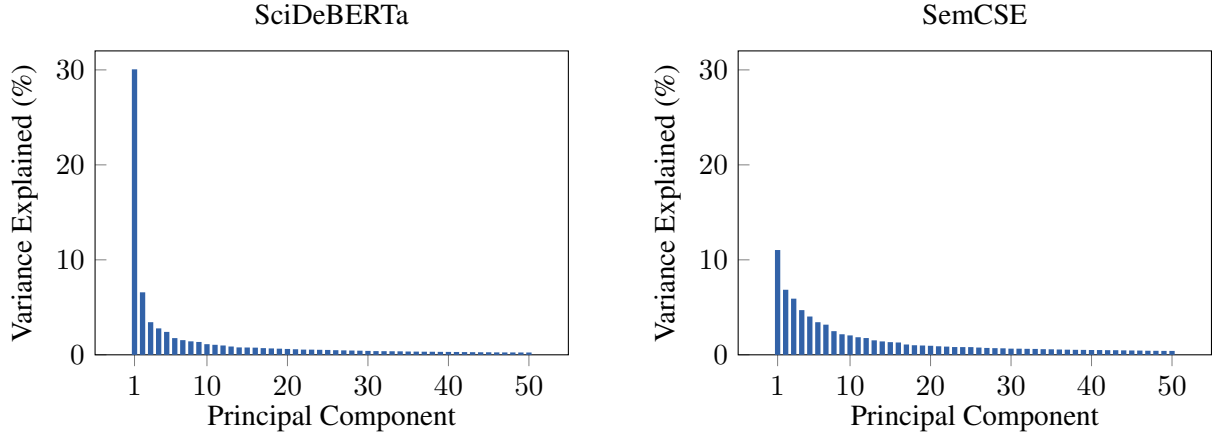 SciDeBERTa
Variance Explained (%)
30
20
10
0
1 10 20 30 40 50
Principal Component
SemCSE
Variance Explained (%)
30
20
10
0
1 10 20 30 40 50
Principal Component